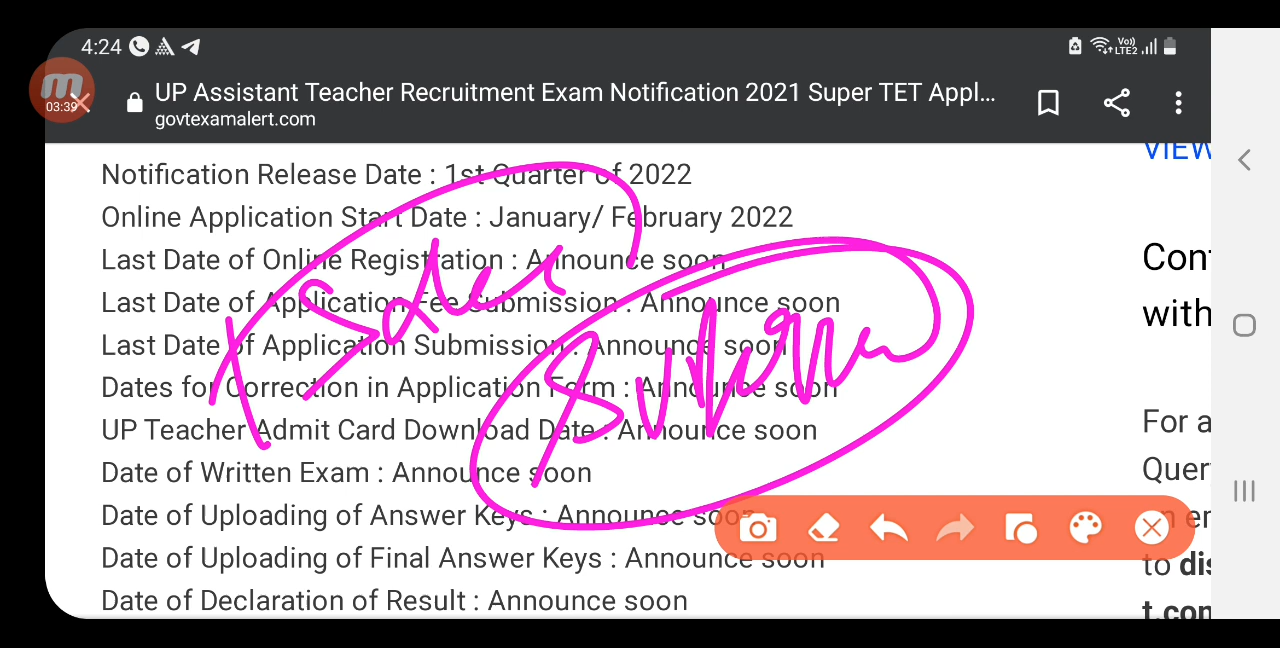 4:24
Vo)) LTE2
03:39
UP Assistant Teacher Recruitment Exam Notification 2021 Super TET Appl...
govtexamalert.com
VIEW
Notification Release Date : 1st Quarter of 2022
Online Application Start Date : January/ February 2022
Last Date of Online Registration : Announce soon
Last Date of Application Fee Submission : Announce soon
Last Date of Application Submission : Announce soon
Dates for Correction in Application Form : Announce soon
UP Teacher Admit Card Download Date : Announce soon
Date of Written Exam : Announce soon
Date of Uploading of Answer Keys : Announce soon
Date of Uploading of Final Answer Keys : Announce soon
Date of Declaration of Result : Announce soon
with
For a
to dis
t.con